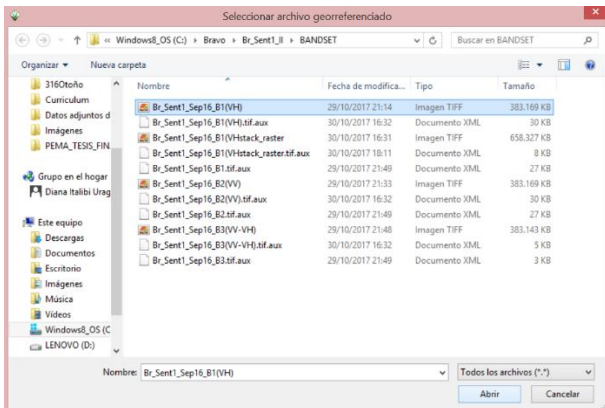 Seleccionar archivo georreferenciado
« Windows8_OS (C:) › Bravo › Br_Sent1_II › BANDSET
Buscar en BANDSET
Organizar
Nueva carpeta
316Otoño
Curriculum
Datos adjuntos d
Imágenes
PEMA_TESIS_FIN
Grupo en el hogar
Diana Italibi Urag
Este equipo
Descargas
Documentos
Escritorio
Imágenes
Música
Vídeos
Windows8_OS (C
LENOVO (D:)
Nombre Fecha de modifica... Tipo Tamaño
Br_Sent1_Sep16_B1(VH) 29/10/2017 21:14 Imagen TIFF 383.169 KB
Br_Sent1_Sep16_B1(VH).tif.aux 30/10/2017 16:32 Documento XML 30 KB
Br_Sent1_Sep16_B1(VHstack_raster 30/10/2017 16:31 Imagen TIFF 658.327 KB
Br_Sent1_Sep16_B1(VHstack_raster.tif.aux 30/10/2017 18:11 Documento XML 8 KB
Br_Sent1_Sep16_B1.tif.aux 29/10/2017 21:49 Documento XML 27 KB
Br_Sent1_Sep16_B2(VV) 29/10/2017 21:33 Imagen TIFF 383.169 KB
Br_Sent1_Sep16_B2(VV).tif.aux 30/10/2017 16:32 Documento XML 30 KB
Br_Sent1_Sep16_B2.tif.aux 29/10/2017 21:49 Documento XML 27 KB
Br_Sent1_Sep16_B3(VV-VH) 29/10/2017 21:48 Imagen TIFF 383.143 KB
Br_Sent1_Sep16_B3(VV-VH).tif.aux 30/10/2017 16:32 Documento XML 5 KB
Br_Sent1_Sep16_B3.tif.aux 29/10/2017 21:49 Documento XML 3 KB
Nombre: Br_Sent1_Sep16_B1(VH)
Todos los archivos (*.*)
Abrir
Cancelar